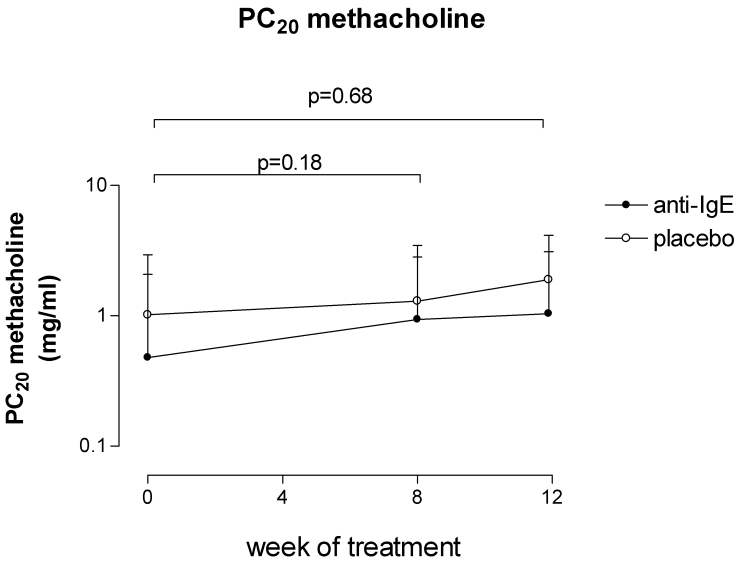 PC20 methacholine
p=0.68
p=0.18
10
1
0.1
PC20 methacholine
(mg/ml)
anti-IgE
placebo
0 4 8 12
week of treatment